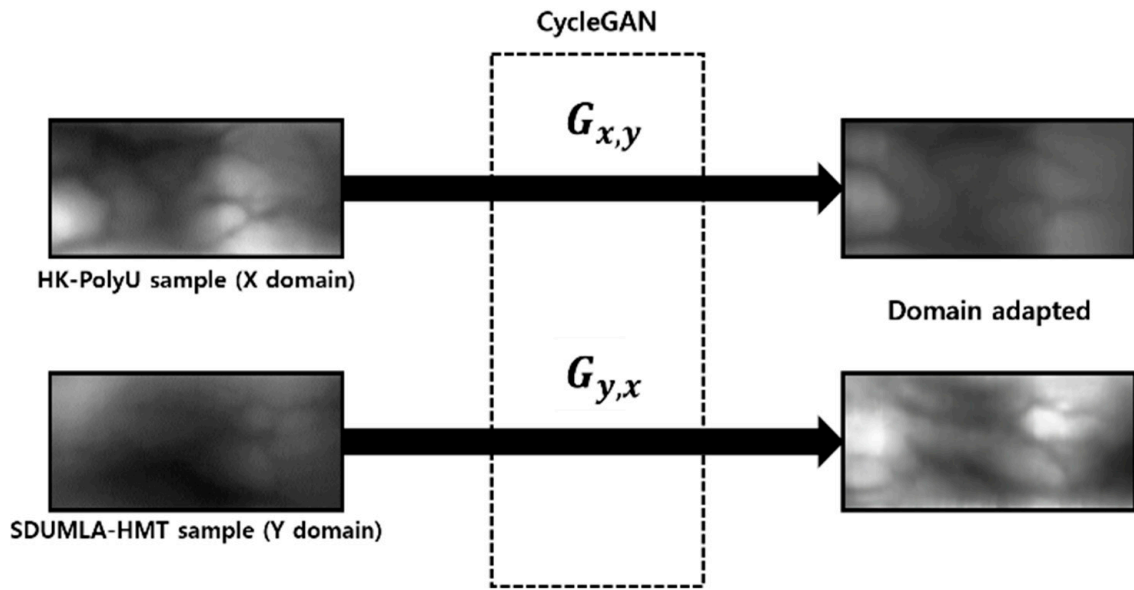 CycleGAN
G_{x,y}
HK-PolyU sample (X domain)
Domain adapted
G_{y,x}
SDUMLA-HMT sample (Y domain)